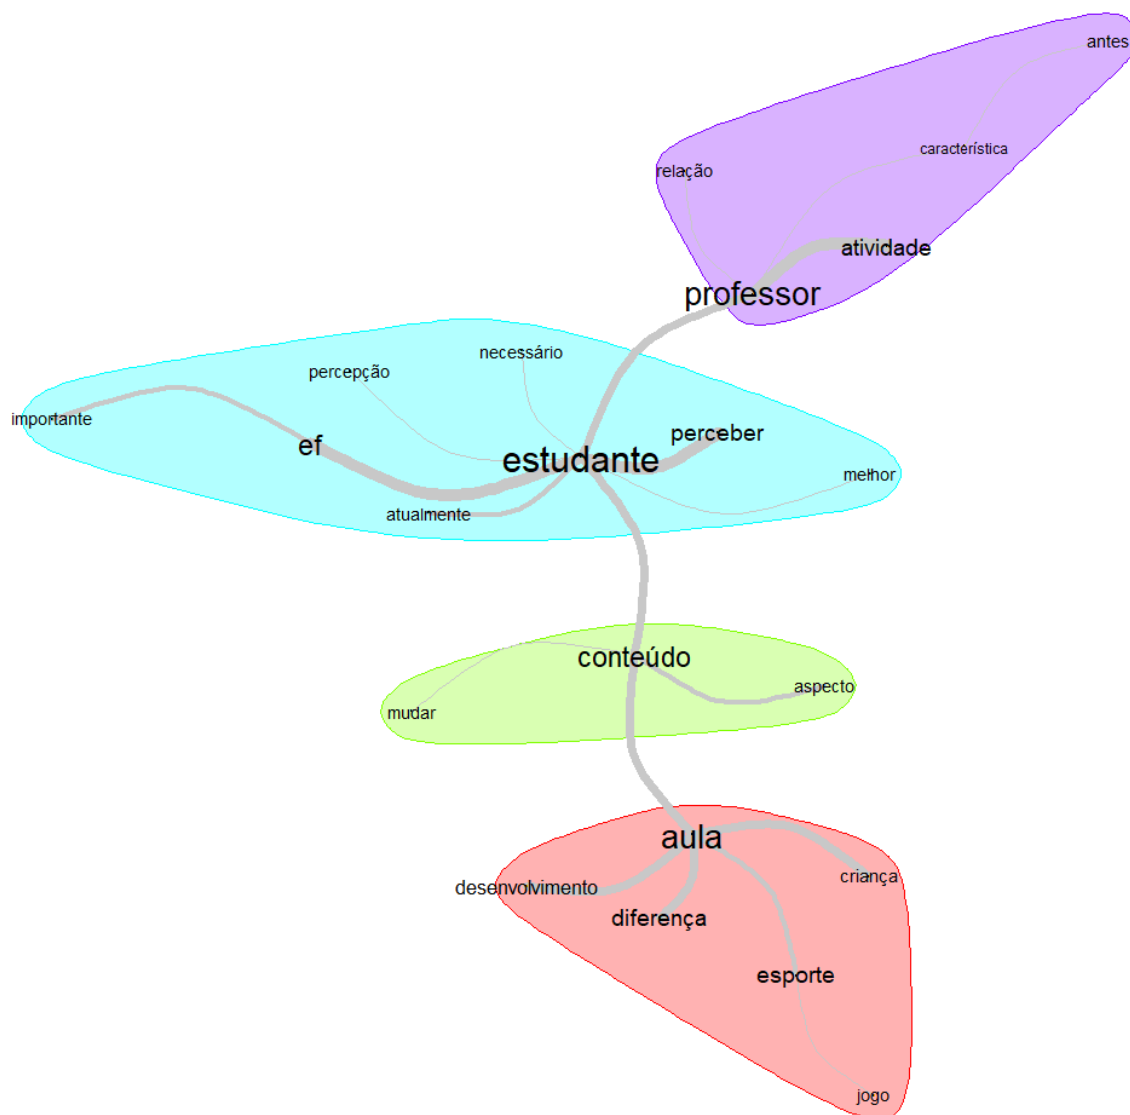 antes
característica
relação
atividade
professor
necessário
percepção
importante
perceber
ef
estudante
melhor
atualmente
conteúdo
aspecto
mudar
aula
criança
desenvolvimento
diferença
esporte
jogo